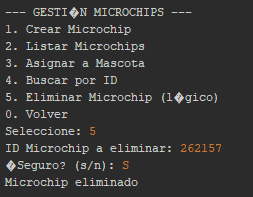 --- GESTI�N MICROCHIPS ---
1. Crear Microchip
2. Listar Microchips
3. Asignar a Mascota
4. Buscar por ID
5. Eliminar Microchip (l�gico)
0. Volver
Seleccione: 5
ID Microchip a eliminar: 262157
�Seguro? (s/n): S
Microchip eliminado